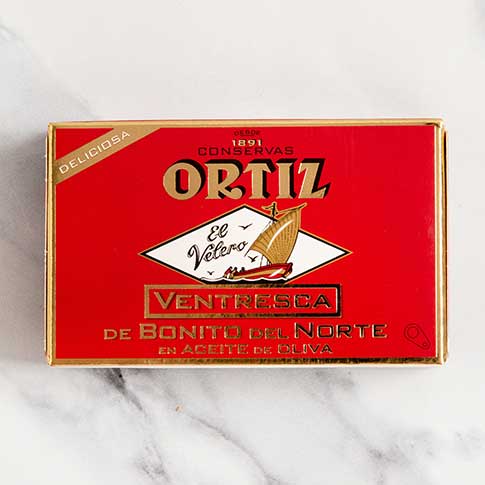 DELICIOSA
DESDE
1891
CONSERVAS
ORTIZ
El
Velero
VENTRESCA
DE BONITO DEL NORTE
EN ACEITE DE OLIVA